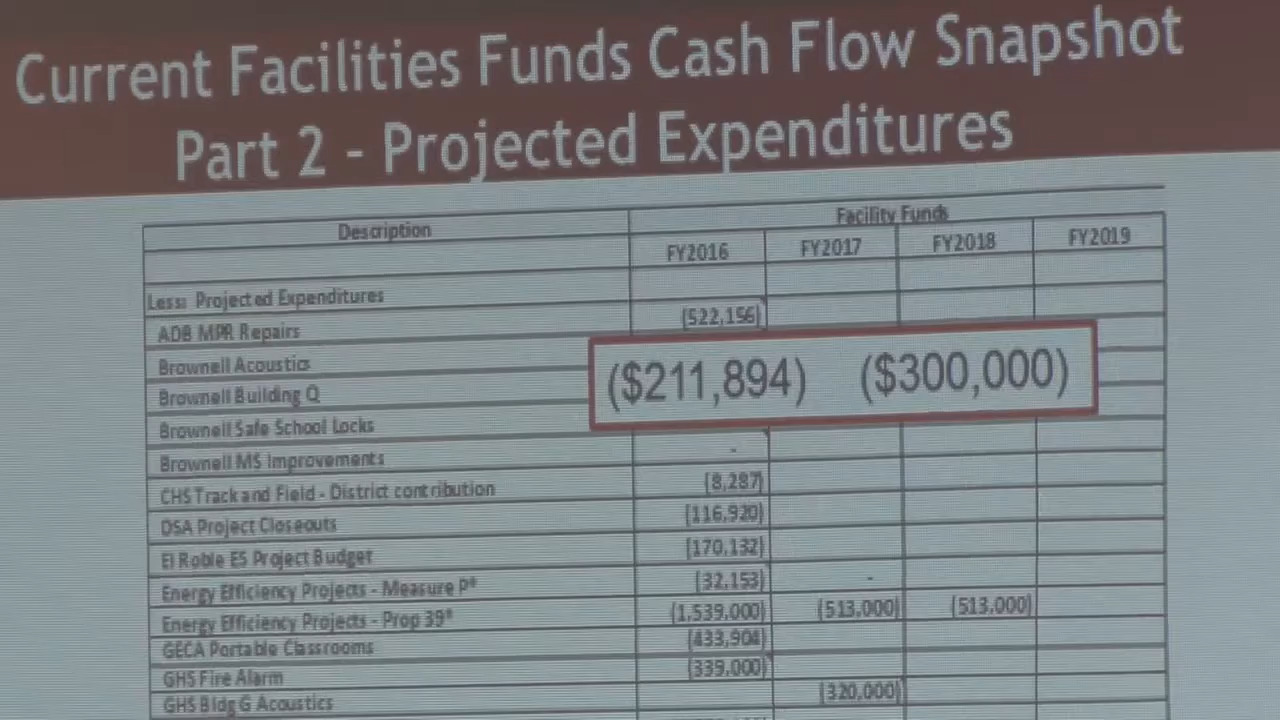 Current Facilities Funds Cash Flow Snapshot
Part 2 - Projected Expenditures
Description Facility Funds
FY2016 FY2017 FY2018 FY2019
Less: Projected Expenditures
ADB MPR Repairs (522,156)
Brownell Acoustics
($211,894) ($300,000)
Brownell Building Q
Brownell Safe School Locks
Brownell MS Improvements -
CHS Track and Field - District contribution (8,287)
DSA Project Closeouts (116,920)
El Roble ES Project Budget (170,132)
Energy Efficiency Projects - Measure P* (32,153) -
Energy Efficiency Projects - Prop 39* (1,539,000) (513,000) (513,000)
GECA Portable Classrooms (433,904)
GHS Fire Alarm (339,000)
GHS Bldg G Acoustics (320,000)